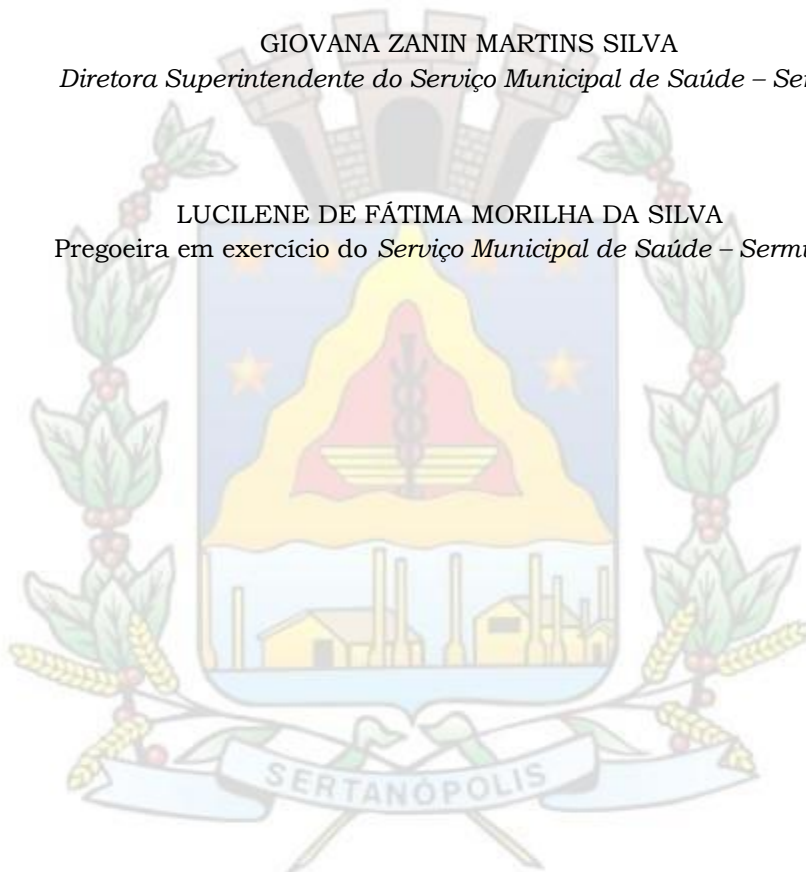 GIOVANA ZANIN MARTINS SILVA
Diretora Superintendente do Serviço Municipal de Saúde –
LUCILENE DE FÁTIMA MORILHA DA SILVA
Pregoeira em exercício do Serviço Municipal de Saúde –
SERTANÓPOLIS